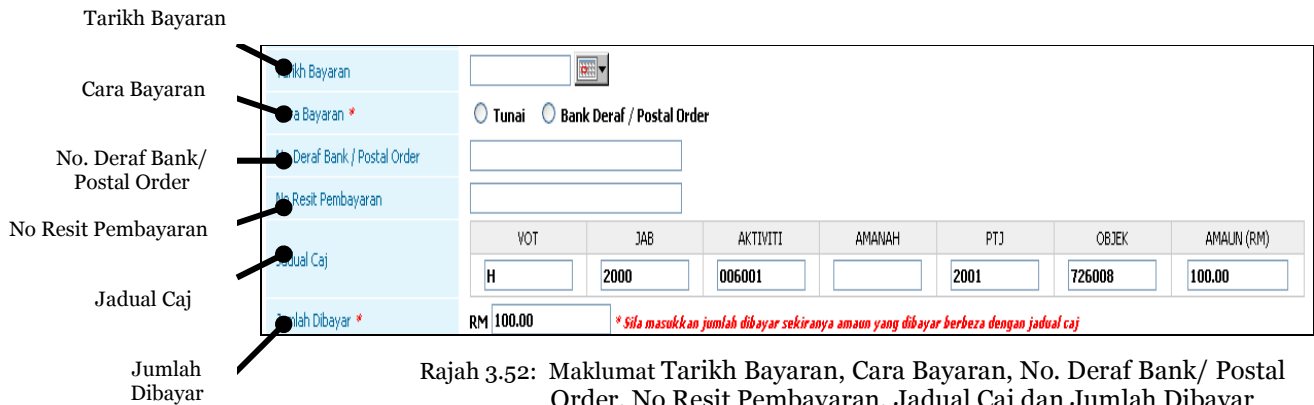 Tarikh Bayaran
Cara Bayaran
No. Deraf Bank/
Postal Order
No Resit Pembayaran
Jadual Caj
Jumlah
Dibayar
Tarikh Bayaran
Cara Bayaran *
Tunai Bank Deraf / Postal Order
No Deraf Bank / Postal Order
No Resit Pembayaran
Jadual Caj
VOT JAB AKTIVITI AMANAH PTJ OBJEK AMAUN (RM)
H 2000 006001 2001 726008 100.00
Jumlah Dibayar *
RM 100.00 * Sila masukkan jumlah dibayar sekiranya amaun yang dibayar berbeza dengan jadual caj
Rajah 3.52: Maklumat Tarikh Bayaran, Cara Bayaran, No. Deraf Bank/ Postal
Order, No Resit Pembayaran, Jadual Caj dan Jumlah Dibayar